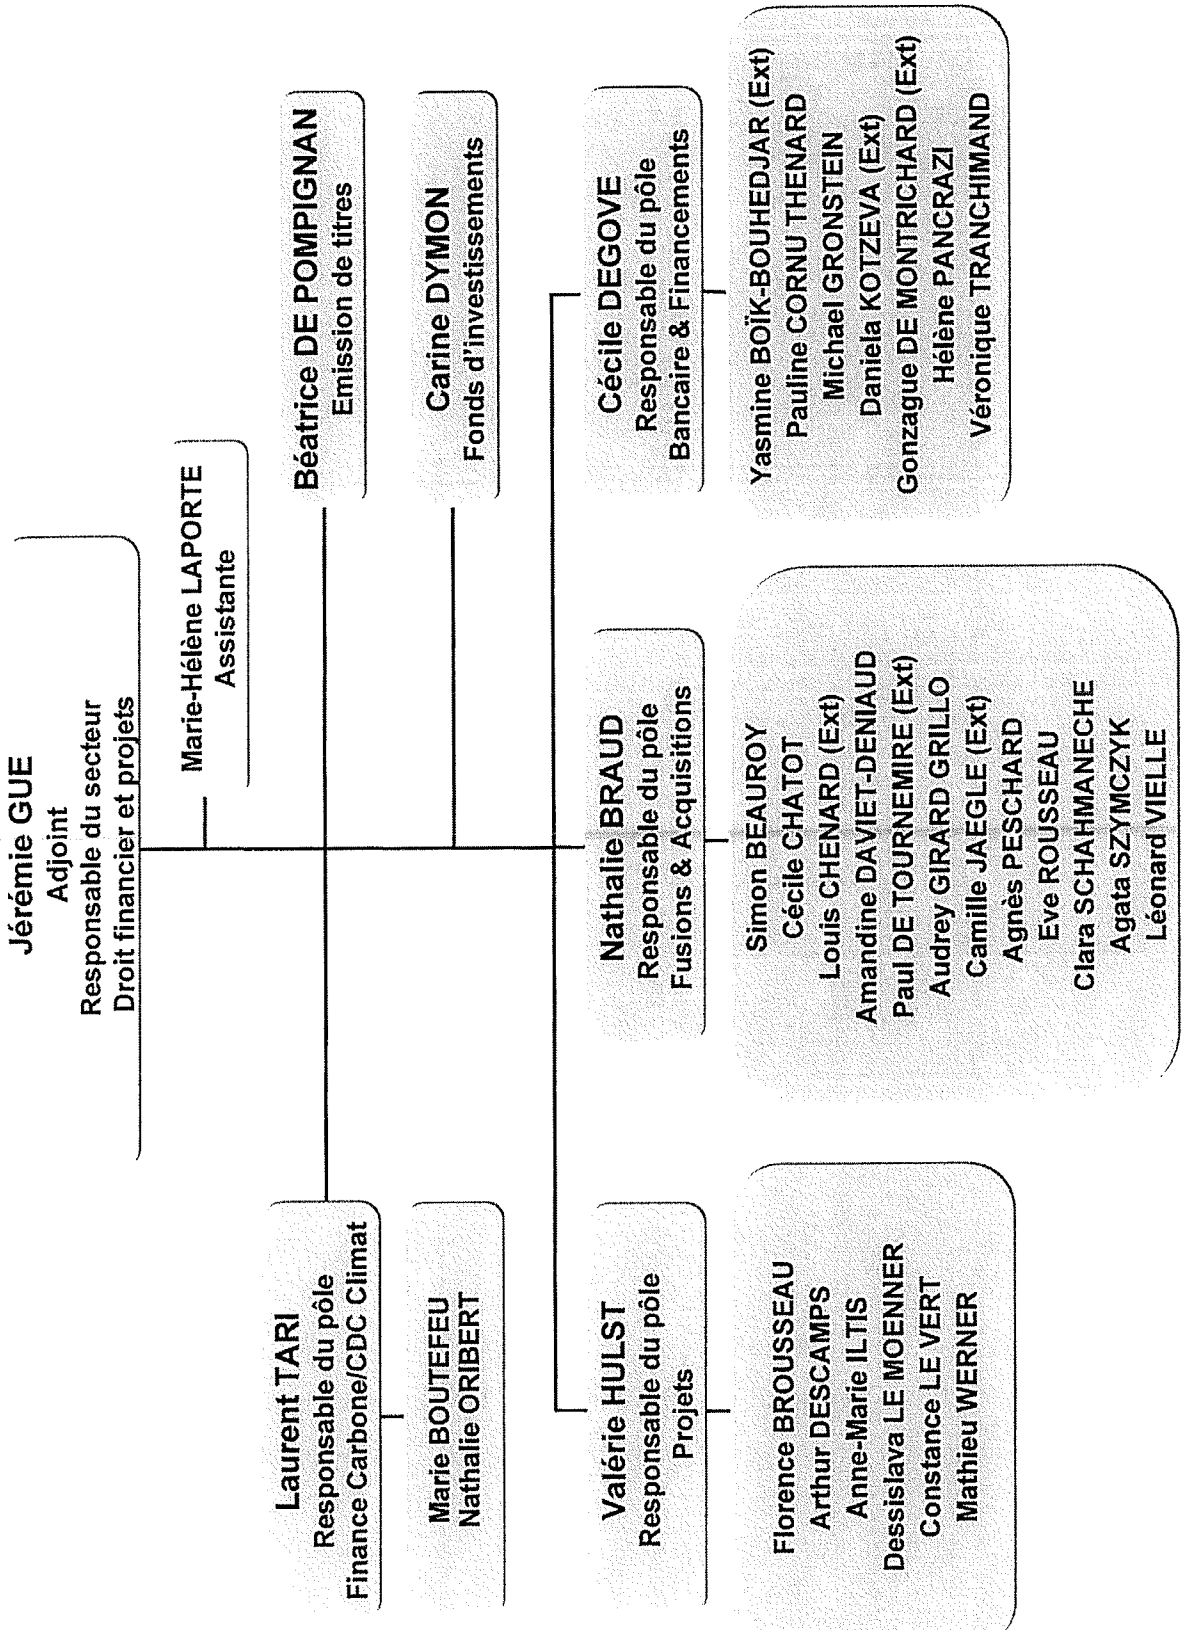 Jérémie GUE
Adjoint
Responsable du secteur
Droit financier et projets
Marie-Hélène LAPORTE
Assistante
Laurent TARI
Responsable du pôle
Finance Carbone/CDC Climat
Marie BOUTEFEU
Nathalie ORIBERT
Béatrice DE POMPIGNAN
Emission de titres
Carine DYMON
Fonds d'investissements
Valérie HULST
Responsable du pôle
Projets
Florence BROUSSEAU
Arthur DESCAMPS
Anne-Marie ILTIS
Dessislava LE MOENNER
Constance LE VERT
Mathieu WERNER
Nathalie BRAUD
Responsable du pôle
Fusions & Acquisitions
Simon BEAUROY
Cécile CHATOT
Louis CHENARD (Ext)
Amandine DAVIET-DENIAUD
Paul DE TOURNEMIRE (Ext)
Audrey GIRARD GRILLO
Camille JAEGLE (Ext)
Agnès PESCHARD
Eve ROUSSEAU
Clara SCHAHMANECHE
Agata SZYMCZYK
Léonard VIELLE
Cécile DEGOVE
Responsable du pôle
Bancaire & Financements
Yasmine BOÏK-BOUHEDJAR (Ext)
Pauline CORNU THENARD
Michael GRONSTEIN
Daniela KOTZEVA (Ext)
Gonzague DE MONTRICHARD (Ext)
Hélène PANCRAZI
Véronique TRANCHIMAND